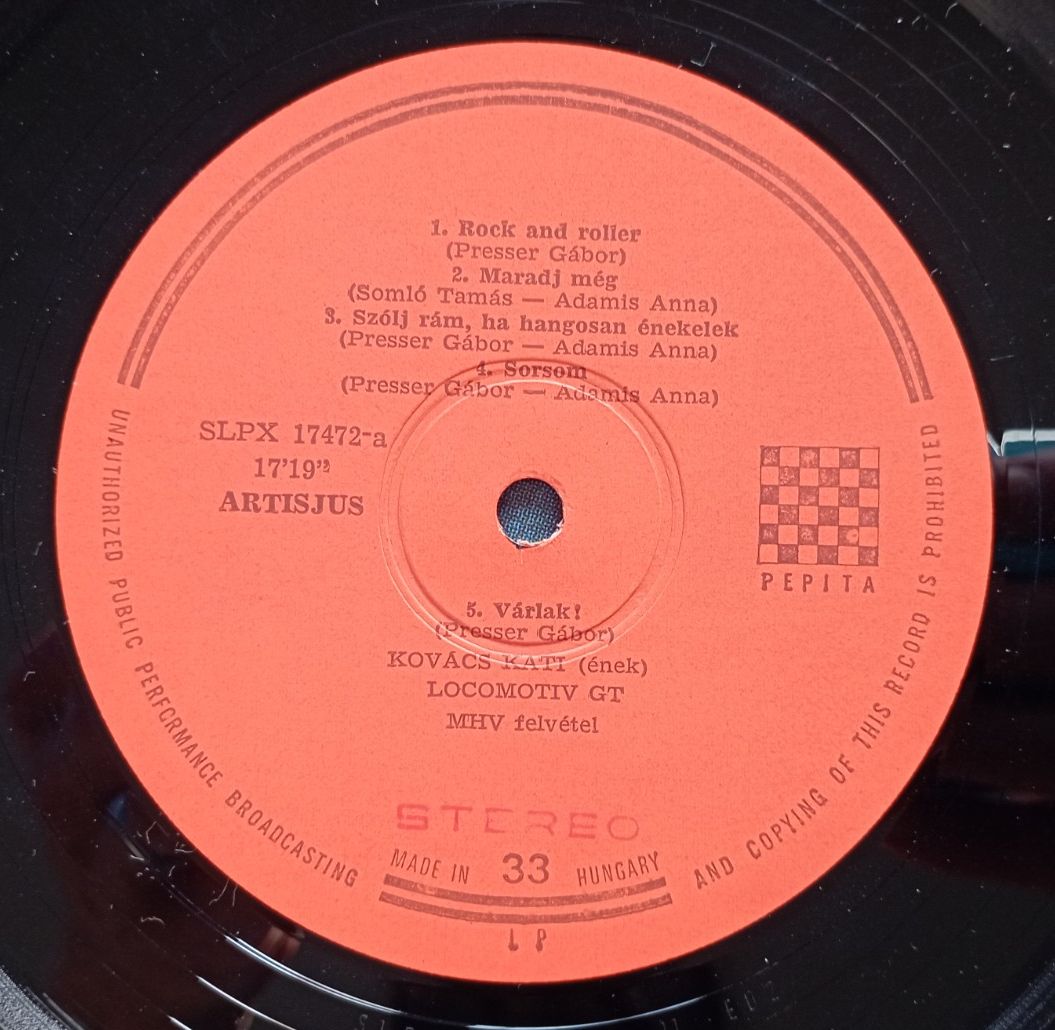 1. Rock and roller
(Presser Gábor)
2. Maradj még
(Somló Tamás — Adamis Anna)
3. Szólj rám, ha hangosan énekelek
(Presser Gábor — Adamis Anna)
4. Sorsom
(Presser Gábor — Adamis Anna)
SLPX 17472-a
17'19"
ARTISJUS
PEPITA
5. Várlak!
(Presser Gábor)
KOVÁCS KATI (ének)
LOCOMOTIV GT
MHV felvétel
STEREO
MADE IN 33 HUNGARY
LP
UNAUTHORIZED PUBLIC PERFORMANCE BROADCASTING AND COPYING OF THIS RECORD IS PROHIBITED